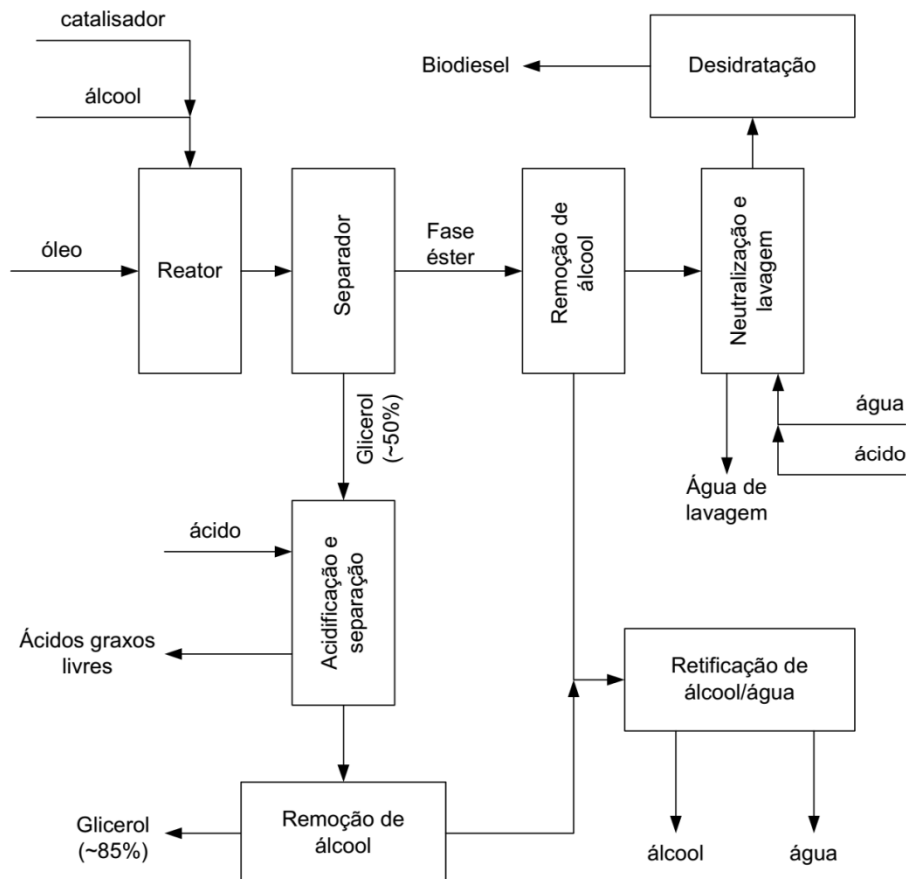 catalisador
álcool
óleo
Reator
Separador
Fase
éster
Remoção de
álcool
Neutralização e
lavagem
Desidratação
Biodiesel
água
ácido
Água de
lavagem
Glicerol
(~50%)
ácido
Acidificação e
separação
Ácidos graxos
livres
Remoção de
álcool
Glicerol
(~85%)
Retificação de
álcool/água
álcool
água